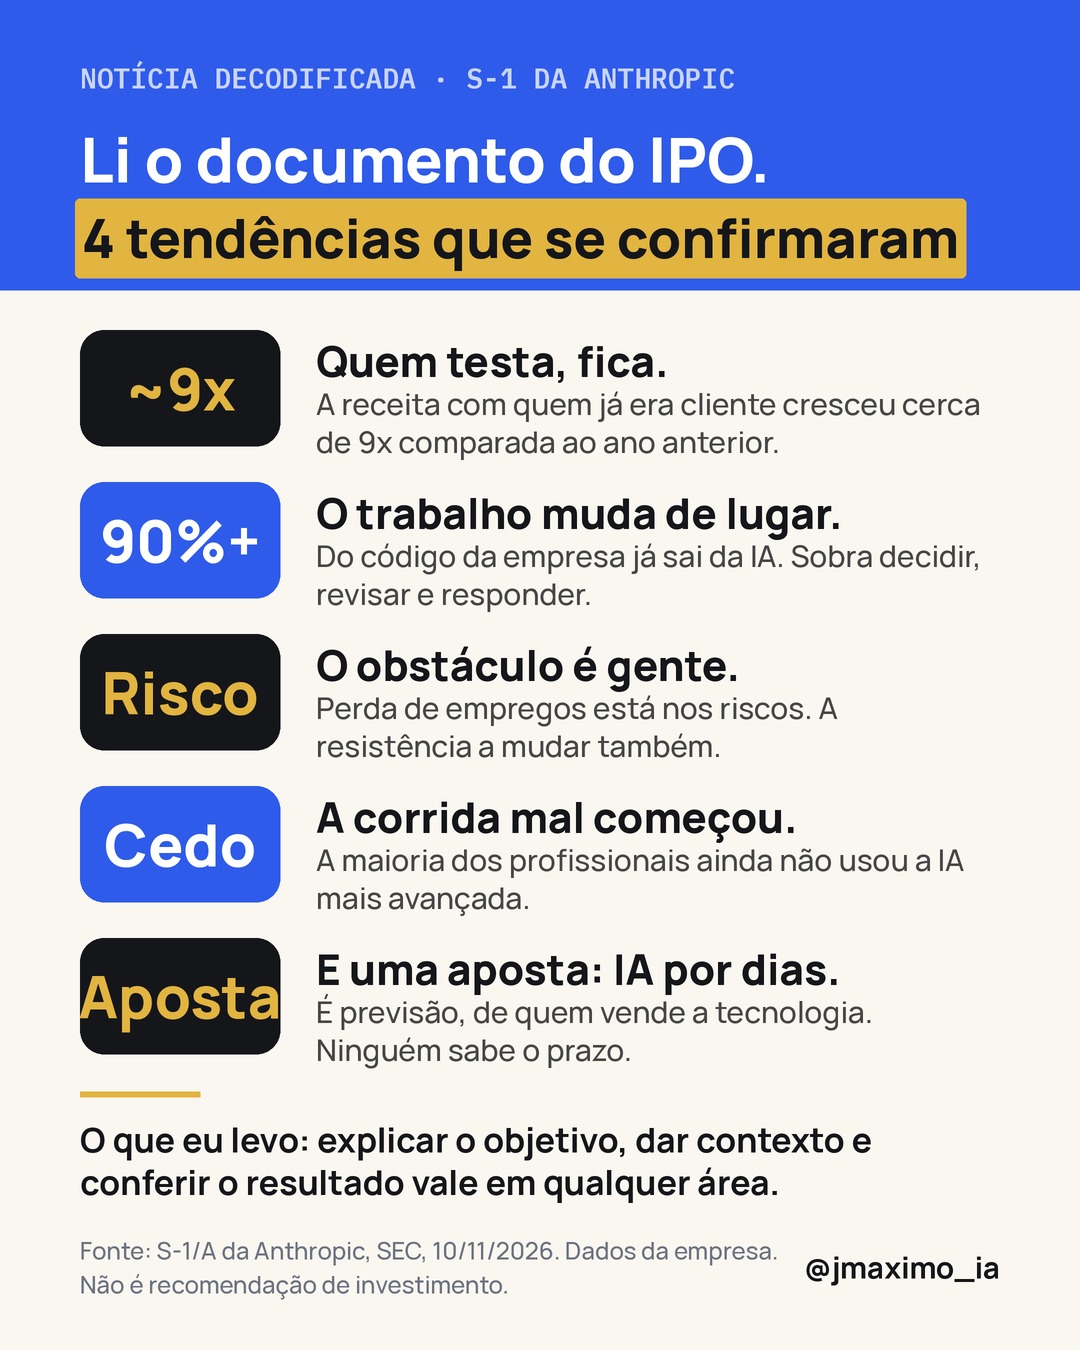 NOTÍCIA DECODIFICADA · S-1 DA ANTHROPIC
Li o documento do IPO.
4 tendências que se confirmaram
~9x
Quem testa, fica.
A receita com quem já era cliente cresceu cerca
de 9x comparada ao ano anterior.
90%+
O trabalho muda de lugar.
Do código da empresa já sai da IA. Sobra decidir,
revisar e responder.
Risco
O obstáculo é gente.
Perda de empregos está nos riscos. A
resistência a mudar também.
Cedo
A corrida mal começou.
A maioria dos profissionais ainda não usou a IA
mais avançada.
Aposta
E uma aposta: IA por dias.
É previsão, de quem vende a tecnologia.
Ninguém sabe o prazo.
O que eu levo: explicar o objetivo, dar contexto e
conferir o resultado vale em qualquer área.
Fonte: S-1/A da Anthropic, SEC, 10/11/2026. Dados da empresa.
Não é recomendação de investimento.
@jmaximo_ia